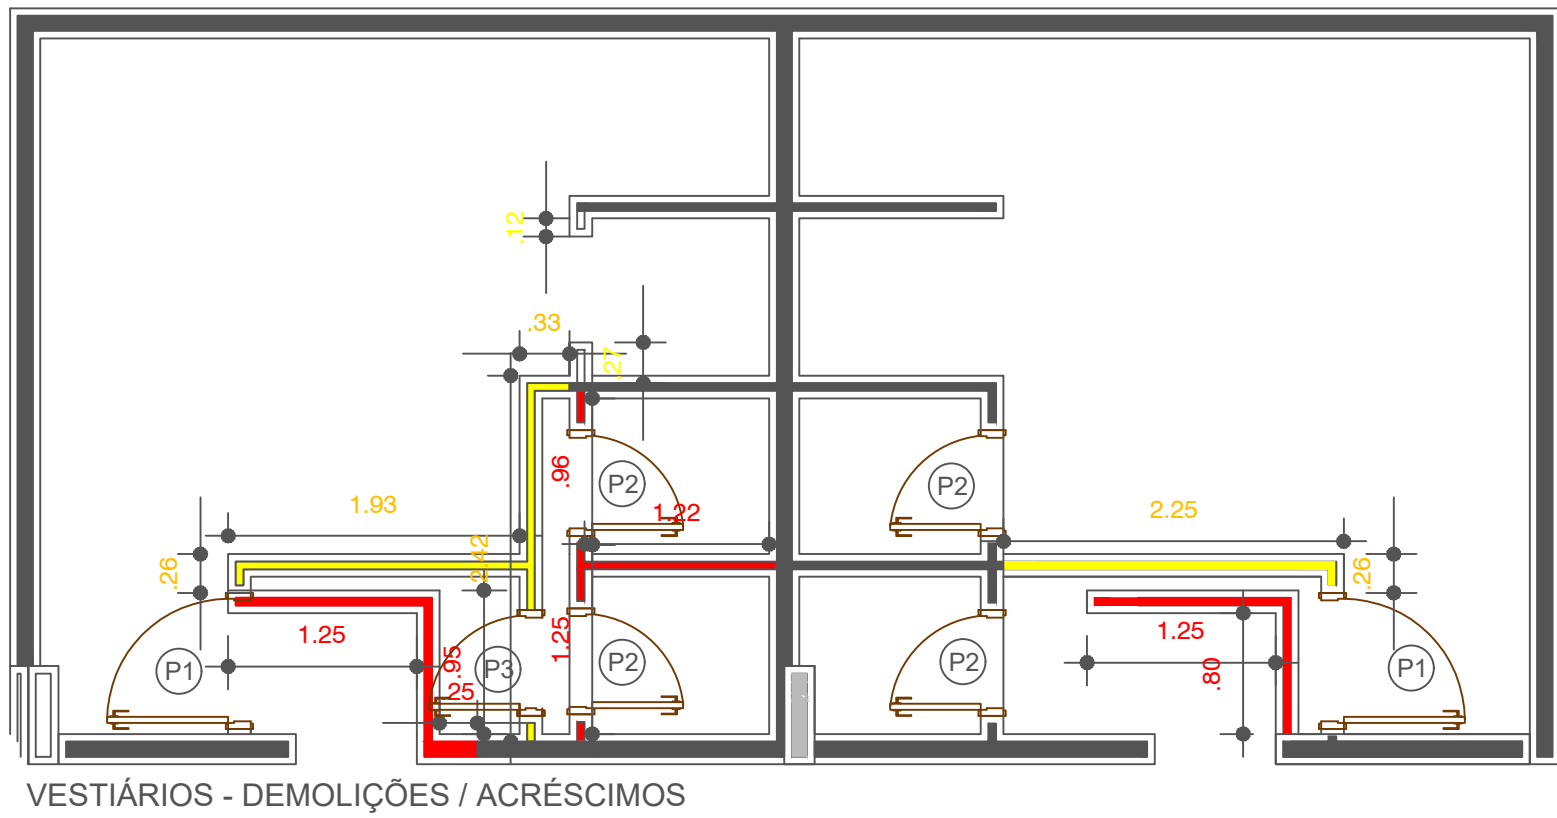 .12
.33
.27
.96
P2
P2
1.93
1.22
2.25
2.42
.26
.26
1.25
1.25
1.25
.95
P1
P3
P2
P2
P1
.25
.80
VESTIÁRIOS - DEMOLIÇÕES / ACRÉSCIMOS